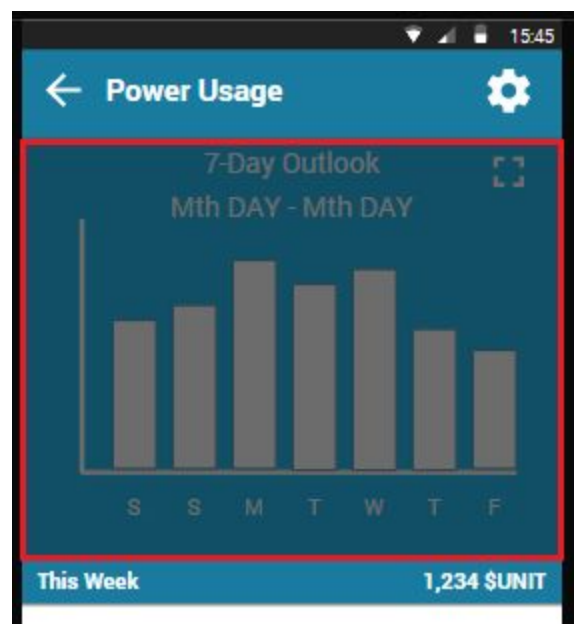 15:45
Power Usage
7-Day Outlook
Mth DAY - Mth DAY
S S M T W T F
This Week 1,234 $UNIT